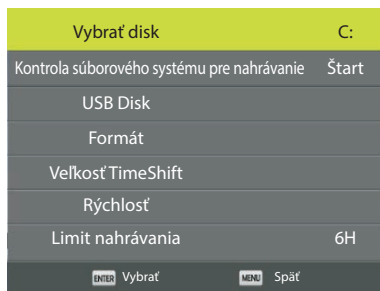 Vybrať disk C:
Kontrola súborového systému pre nahrávanie Štart
USB Disk
Formát
Veľkosť TimeShift
Rýchlosť
Limit nahrávania 6H
ENTER Vybrať MENU Späť